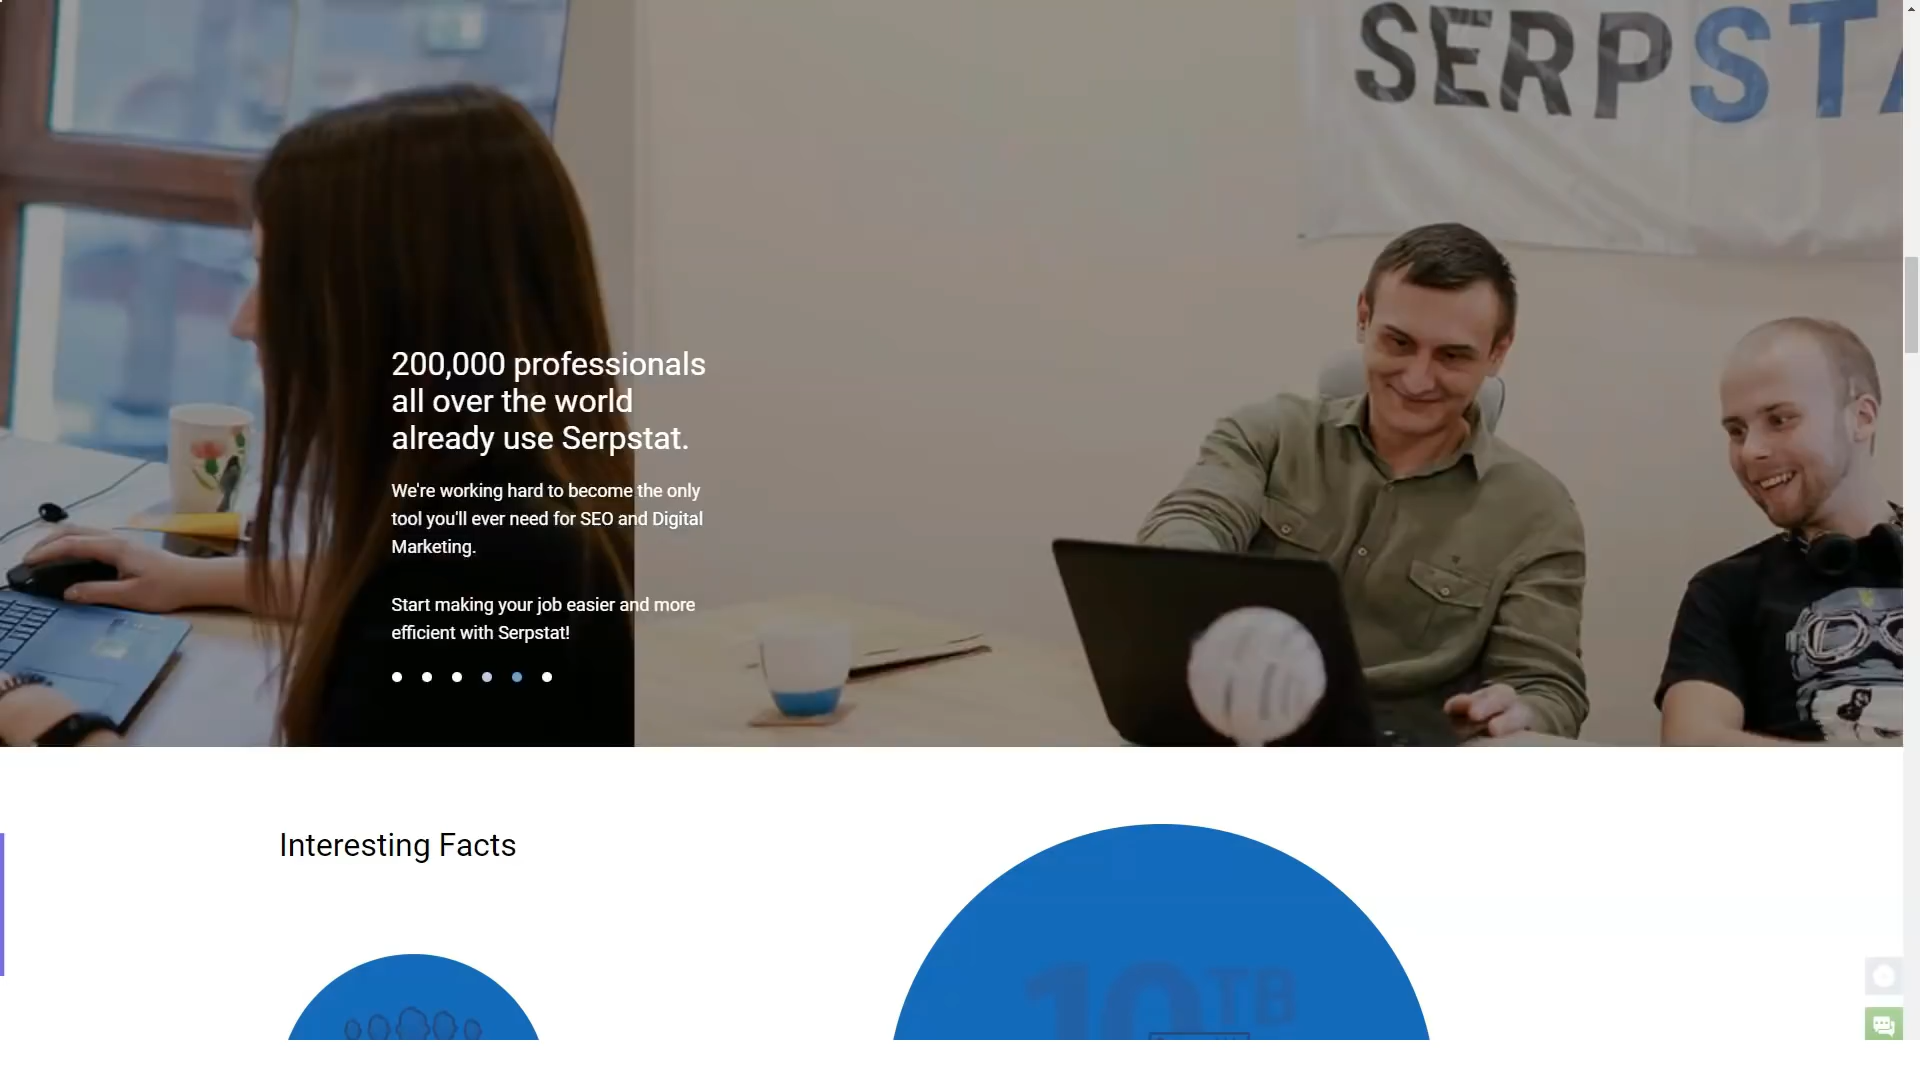 SERPSTA
200,000 professionals
all over the world
already use Serpstat.
We're working hard to become the only
tool you'll ever need for SEO and Digital
Marketing.
Start making your job easier and more
efficient with Serpstat!
Interesting Facts
10TB